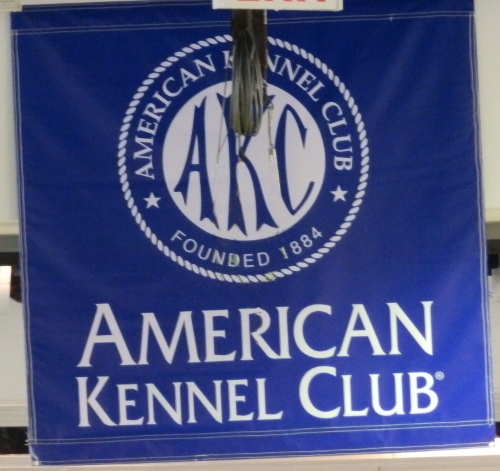 AMERICAN KENNEL CLUB
AKC
FOUNDED 1884
AMERICAN
KENNEL CLUB®